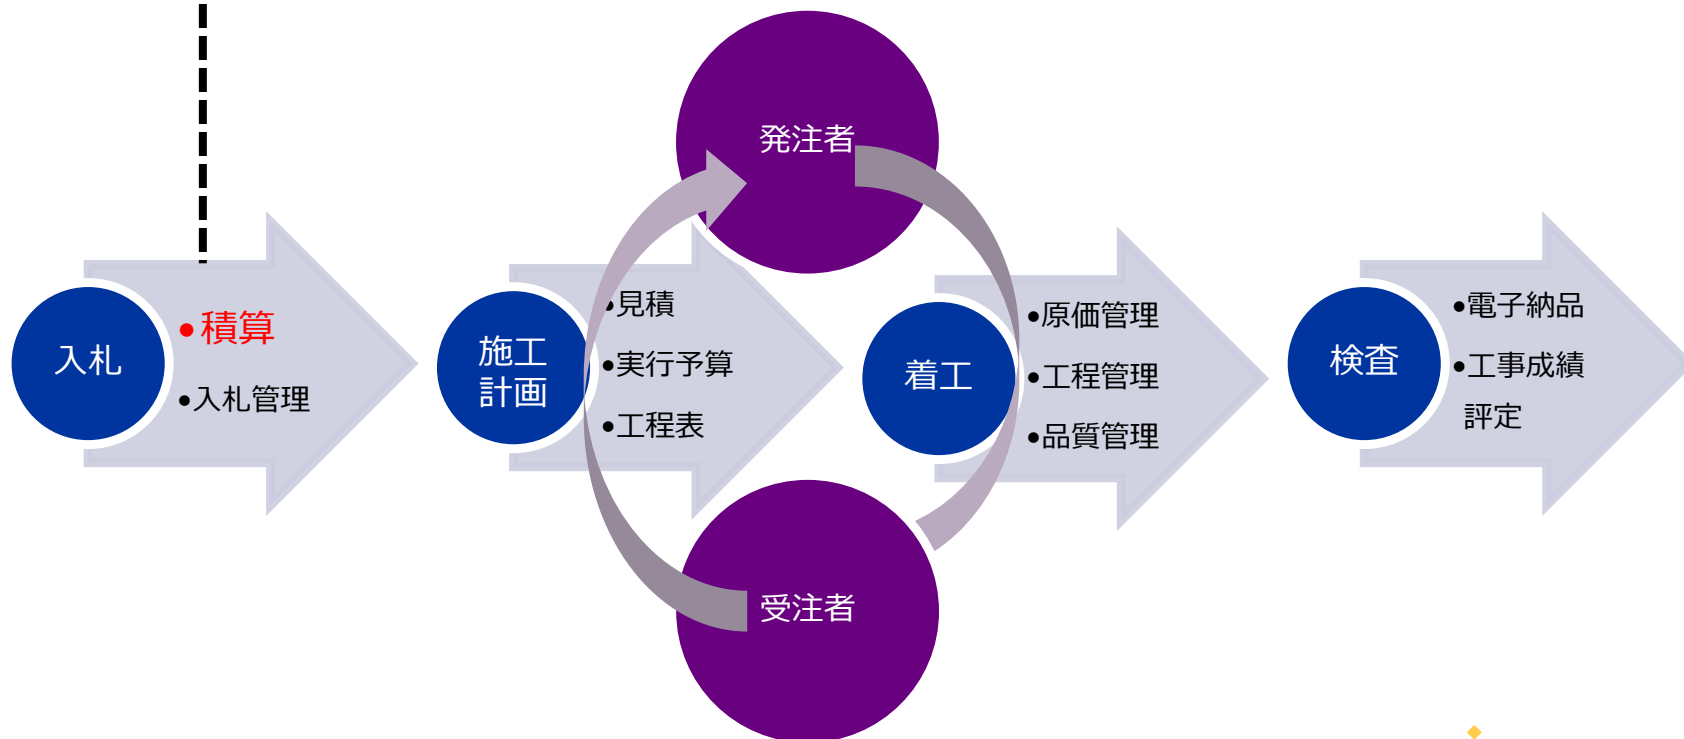 発注者
入札
•積算
•入札管理
施工
計画
•見積
•実行予算
•工程表
着工
•原価管理
•工程管理
•品質管理
検査
•電子納品
•工事成績
評定
受注者